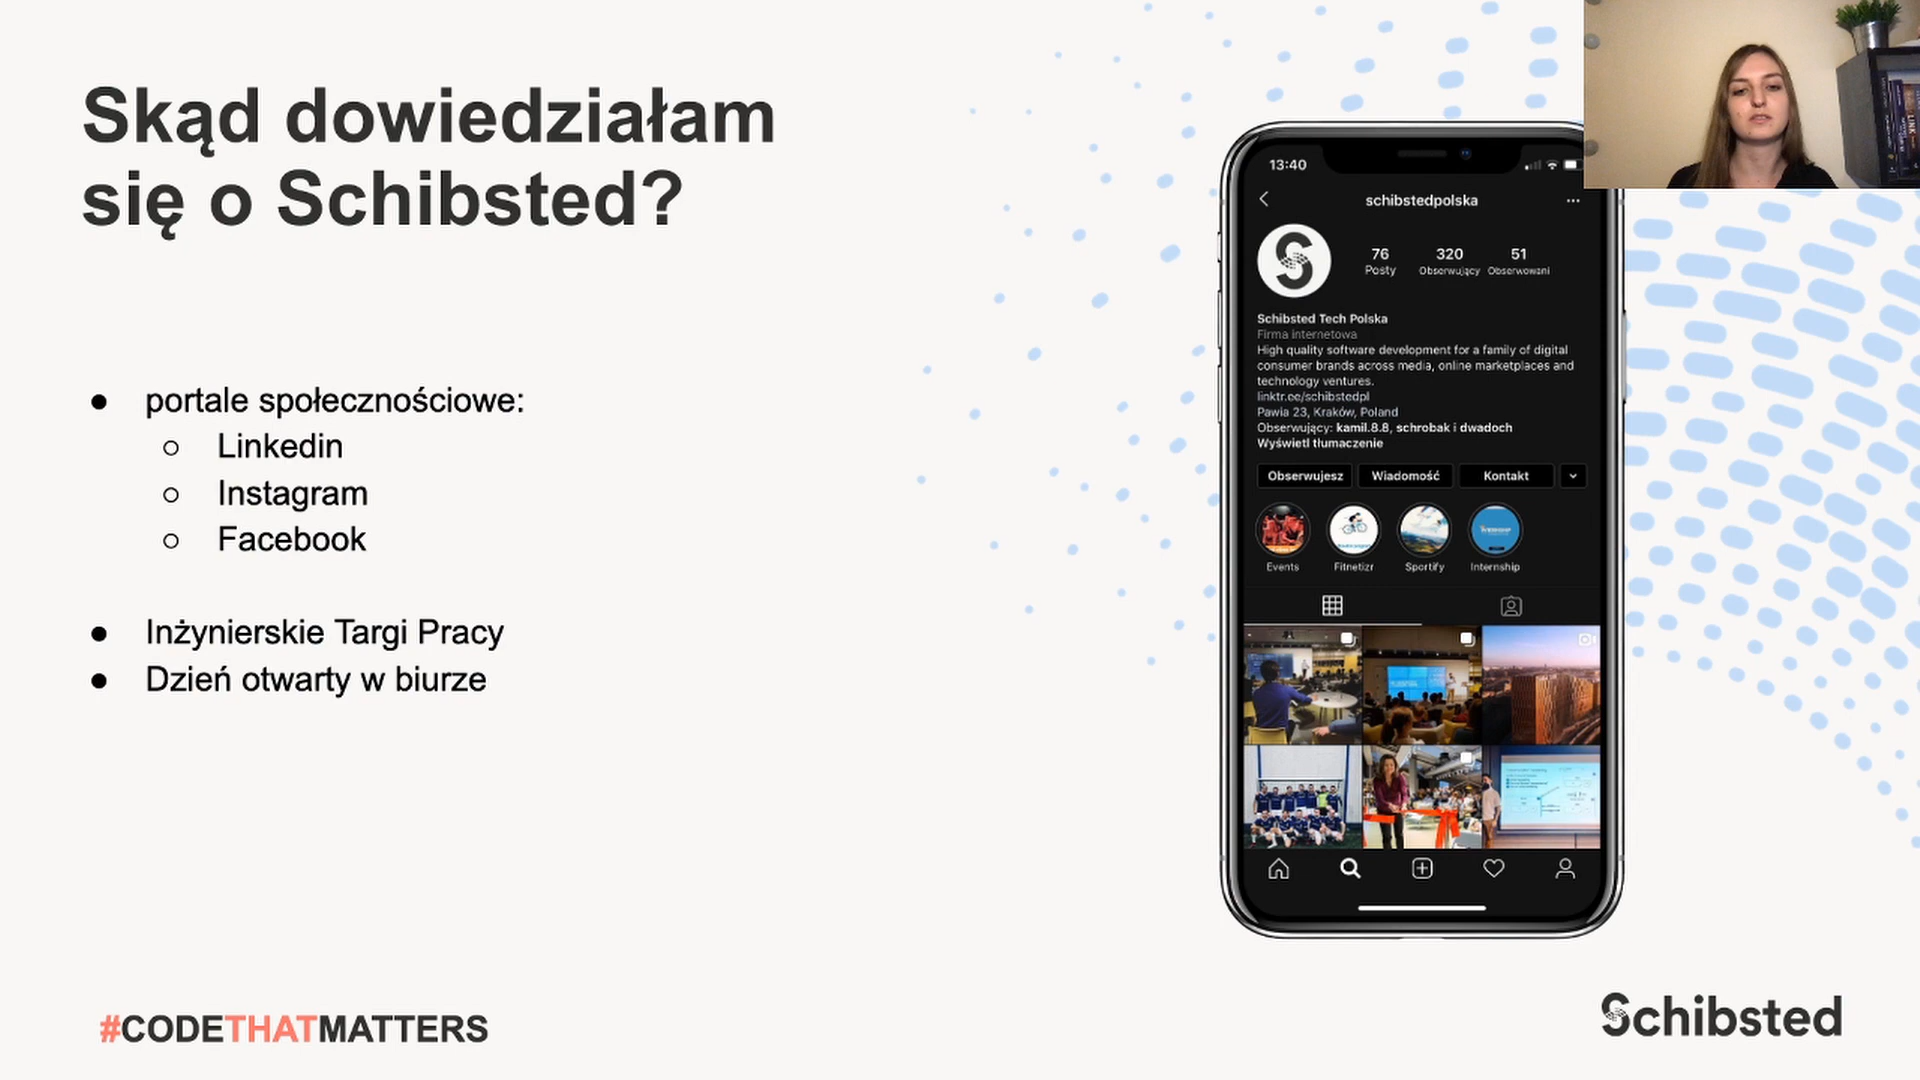 Skąd dowiedziałam
się o Schibsted?
portale społecznościowe:
Linkedin
Instagram
Facebook
Inżynierskie Targi Pracy
Dzień otwarty w biurze
#CODETHATMATTERS
13:40
schibstedpolska
76 320 51
Posty Obserwujący Obserwowani
Schibsted Tech Polska
Firma internetowa
High quality software development for a family of digital
consumer brands across media, online marketplaces and
technology ventures.
linktr.ee/schibstedpl
Pawia 23, Kraków, Poland
Obserwujący: kamil.8.8, schrobak i dwadoch
Wyświetl tłumaczenie
Obserwujesz Wiadomość Kontakt
Events Fitnetizr Sportify Internship
Schibsted
LINK